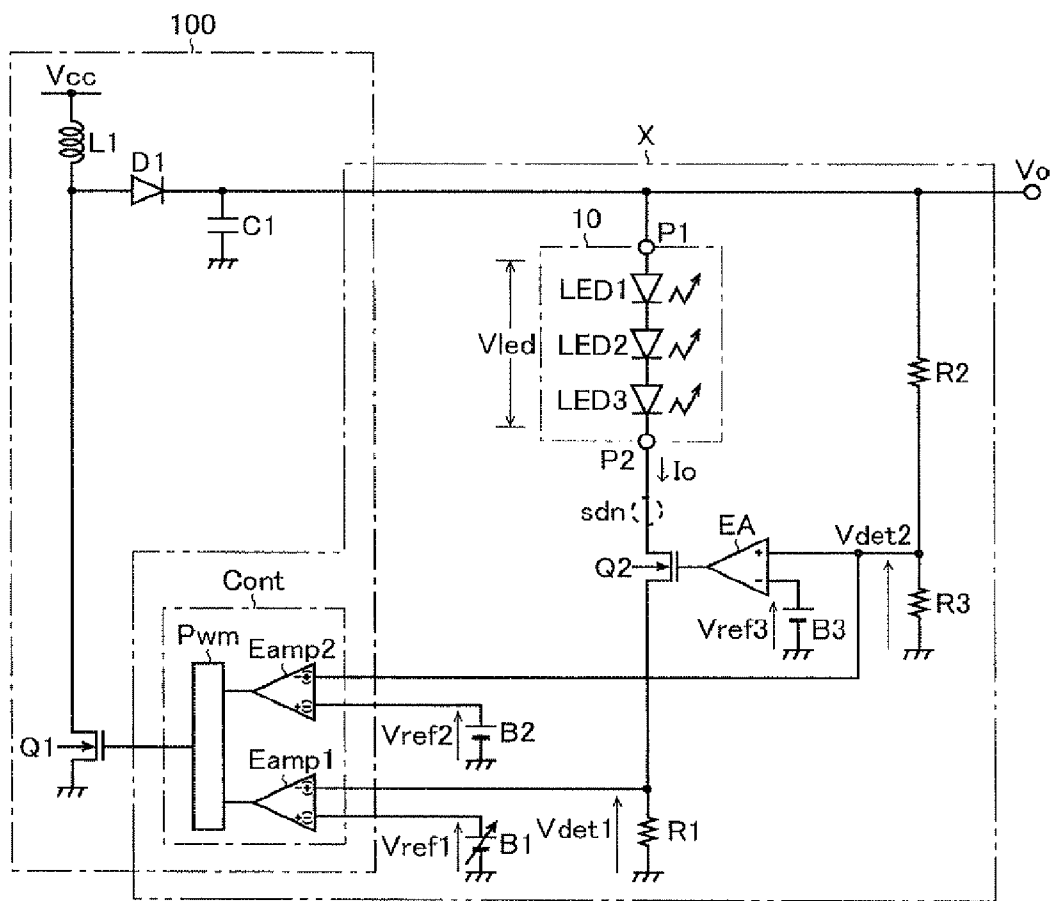 100
Vcc
L1
D1
C1
X
Vo
10
P1
LED1
LED2
LED3
Vled
P2
Io
sdn
R2
EA
+
-
Vdet2
Q2
Vref3
B3
R3
Cont
Pwm
Eamp2
Vref2
B2
Q1
Eamp1
Vref1
B1
Vdet1
R1